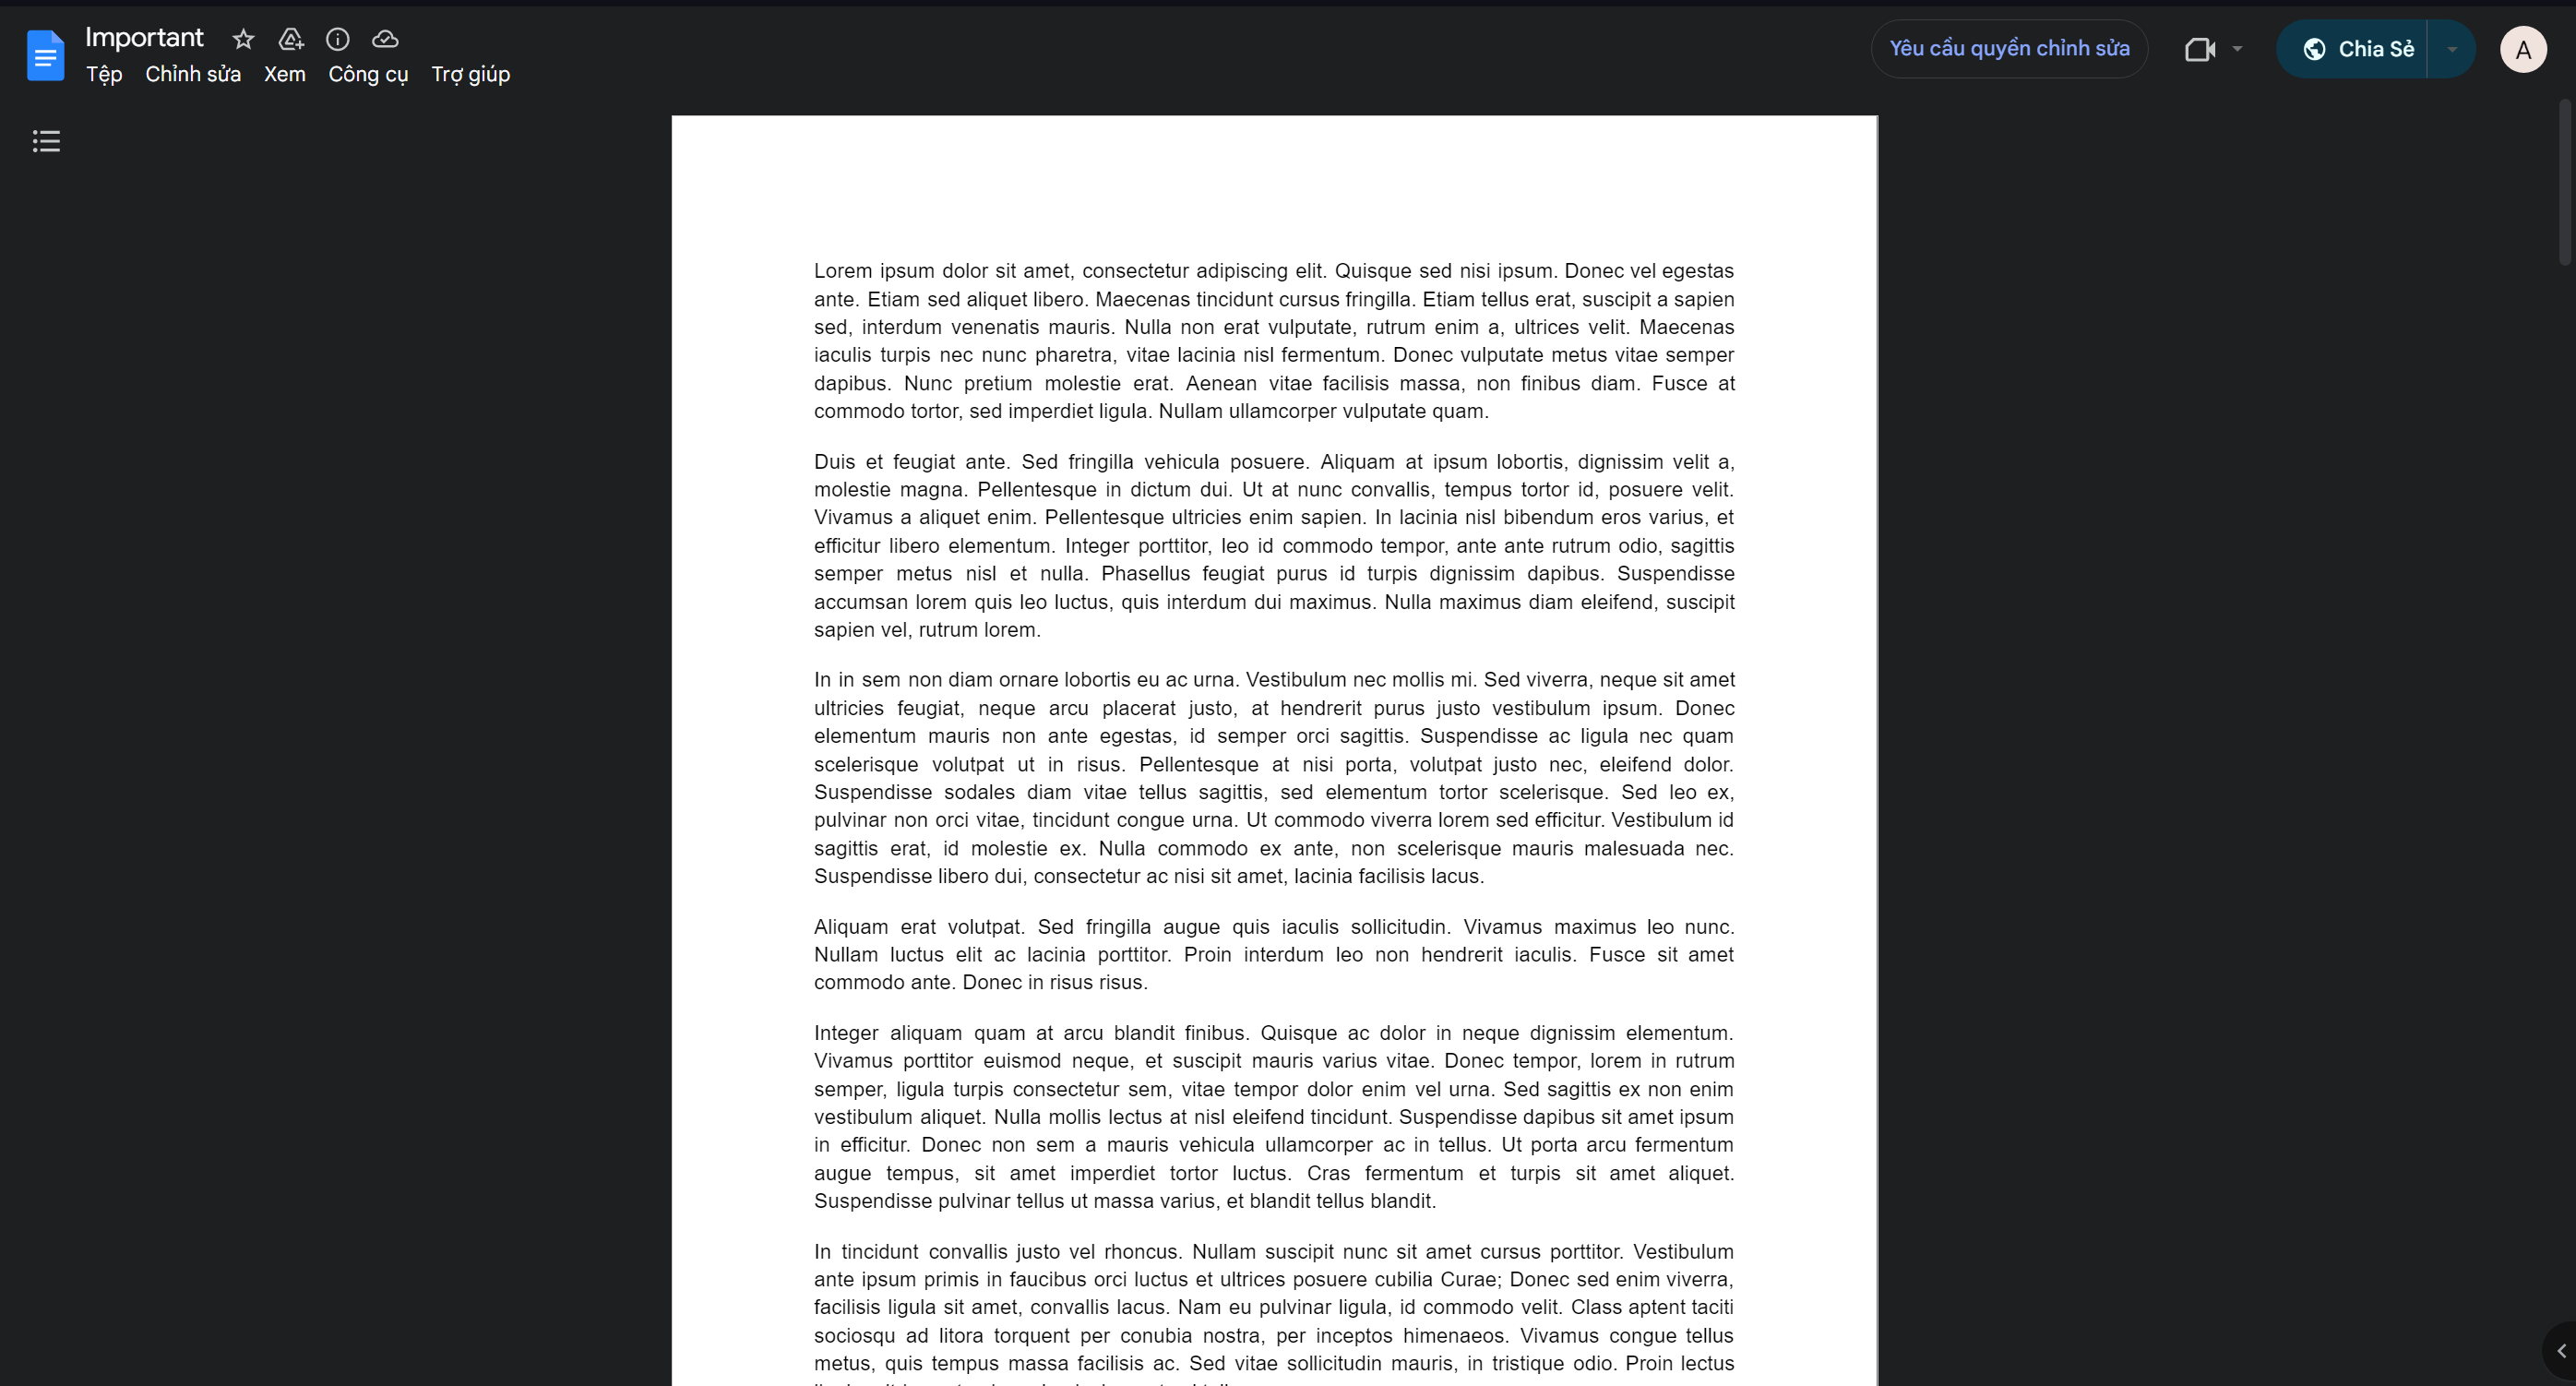 Important
Tệp Chỉnh sửa Xem Công cụ Trợ giúp
Yêu cầu quyền chỉnh sửa
Chia Sẻ
A
Lorem ipsum dolor sit amet, consectetur adipiscing elit. Quisque sed nisi ipsum. Donec vel egestas
ante. Etiam sed aliquet libero. Maecenas tincidunt cursus fringilla. Etiam tellus erat, suscipit a sapien
sed, interdum venenatis mauris. Nulla non erat vulputate, rutrum enim a, ultrices velit. Maecenas
iaculis turpis nec nunc pharetra, vitae lacinia nisl fermentum. Donec vulputate metus vitae semper
dapibus. Nunc pretium molestie erat. Aenean vitae facilisis massa, non finibus diam. Fusce at
commodo tortor, sed imperdiet ligula. Nullam ullamcorper vulputate quam.
Duis et feugiat ante. Sed fringilla vehicula posuere. Aliquam at ipsum lobortis, dignissim velit a,
molestie magna. Pellentesque in dictum dui. Ut at nunc convallis, tempus tortor id, posuere velit.
Vivamus a aliquet enim. Pellentesque ultricies enim sapien. In lacinia nisl bibendum eros varius, et
efficitur libero elementum. Integer porttitor, leo id commodo tempor, ante ante rutrum odio, sagittis
semper metus nisl et nulla. Phasellus feugiat purus id turpis dignissim dapibus. Suspendisse
accumsan lorem quis leo luctus, quis interdum dui maximus. Nulla maximus diam eleifend, suscipit
sapien vel, rutrum lorem.
In in sem non diam ornare lobortis eu ac urna. Vestibulum nec mollis mi. Sed viverra, neque sit amet
ultricies feugiat, neque arcu placerat justo, at hendrerit purus justo vestibulum ipsum. Donec
elementum mauris non ante egestas, id semper orci sagittis. Suspendisse ac ligula nec quam
scelerisque volutpat ut in risus. Pellentesque at nisi porta, volutpat justo nec, eleifend dolor.
Suspendisse sodales diam vitae tellus sagittis, sed elementum tortor scelerisque. Sed leo ex,
pulvinar non orci vitae, tincidunt congue urna. Ut commodo viverra lorem sed efficitur. Vestibulum id
sagittis erat, id molestie ex. Nulla commodo ex ante, non scelerisque mauris malesuada nec.
Suspendisse libero dui, consectetur ac nisi sit amet, lacinia facilisis lacus.
Aliquam erat volutpat. Sed fringilla augue quis iaculis sollicitudin. Vivamus maximus leo nunc.
Nullam luctus elit ac lacinia porttitor. Proin interdum leo non hendrerit iaculis. Fusce sit amet
commodo ante. Donec in risus risus.
Integer aliquam quam at arcu blandit finibus. Quisque ac dolor in neque dignissim elementum.
Vivamus porttitor euismod neque, et suscipit mauris varius vitae. Donec tempor, lorem in rutrum
semper, ligula turpis consectetur sem, vitae tempor dolor enim vel urna. Sed sagittis ex non enim
vestibulum aliquet. Nulla mollis lectus at nisl eleifend tincidunt. Suspendisse dapibus sit amet ipsum
in efficitur. Donec non sem a mauris vehicula ullamcorper ac in tellus. Ut porta arcu fermentum
augue tempus, sit amet imperdiet tortor luctus. Cras fermentum et turpis sit amet aliquet.
Suspendisse pulvinar tellus ut massa varius, et blandit tellus blandit.
In tincidunt convallis justo vel rhoncus. Nullam suscipit nunc sit amet cursus porttitor. Vestibulum
ante ipsum primis in faucibus orci luctus et ultrices posuere cubilia Curae; Donec sed enim viverra,
facilisis ligula sit amet, convallis lacus. Nam eu pulvinar ligula, id commodo velit. Class aptent taciti
sociosqu ad litora torquent per conubia nostra, per inceptos himenaeos. Vivamus congue tellus
metus, quis tempus massa facilisis ac. Sed vitae sollicitudin mauris, in tristique odio. Proin lectus